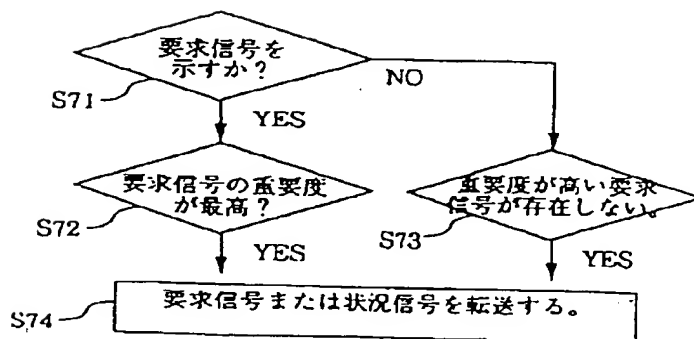 要求信号を
示すか？
S71
NO
YES
要求信号の重要度
が最高？
重要度が高い要求
信号が存在しない。
S72
S73
YES
YES
要求信号または状況信号を転送する。
S74